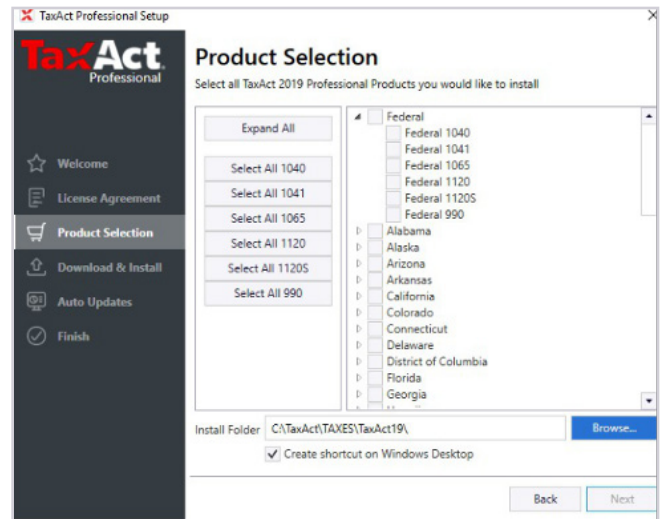 TaxAct Professional Setup
TaxAct.
Professional
Welcome
License Agreement
Product Selection
Download & Install
Auto Updates
Finish
Product Selection
Select all TaxAct 2019 Professional Products you would like to install
Expand All
Select All 1040
Select All 1041
Select All 1065
Select All 1120
Select All 1120S
Select All 990
Federal
Federal 1040
Federal 1041
Federal 1065
Federal 1120
Federal 1120S
Federal 990
Alabama
Alaska
Arizona
Arkansas
California
Colorado
Connecticut
Delaware
District of Columbia
Florida
Georgia
Install Folder C:\TaxAct\TAXES\TaxAct19\ Browse...
Create shortcut on Windows Desktop
Back Next